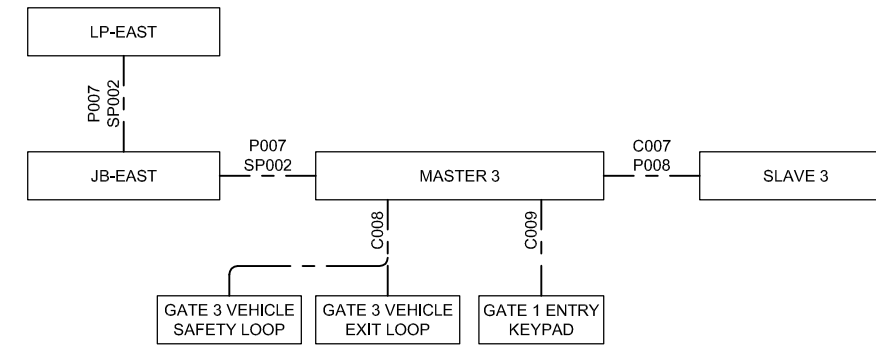 LP-EAST
P007
SP002
JB-EAST
P007
SP002
MASTER 3
C007
P008
SLAVE 3
C008
C009
GATE 3 VEHICLE
SAFETY LOOP
GATE 3 VEHICLE
EXIT LOOP
GATE 1 ENTRY
KEYPAD